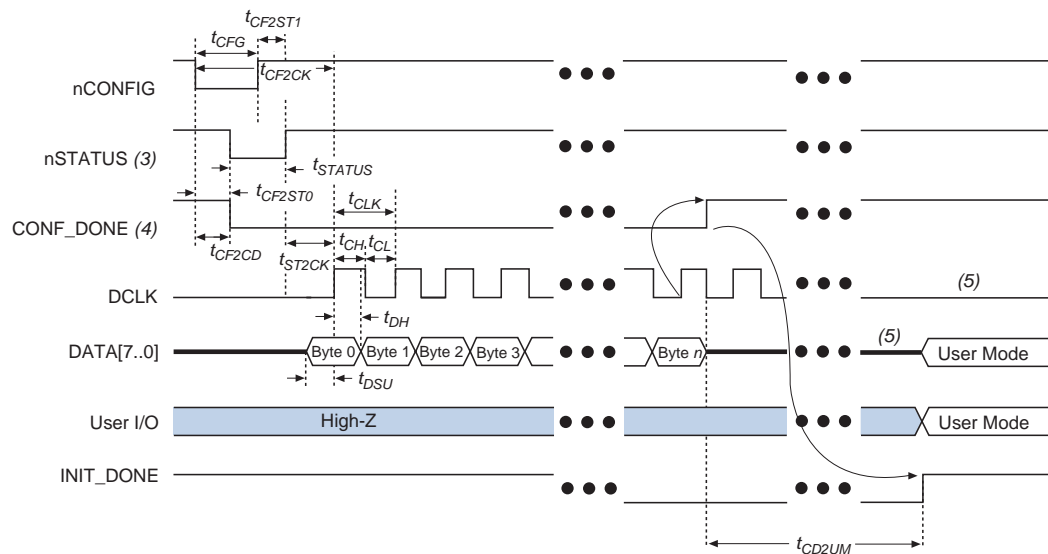 tCF2ST1
tCFG
tCF2CK
nCONFIG
nSTATUS (3)
tSTATUS
tCF2ST0
tCLK
CONF_DONE (4)
tCF2CD
tST2CK
tCH
tCL
DCLK
(5)
tDH
DATA[7..0]
Byte 0
Byte 1
Byte 2
Byte 3
Byte n
(5)
User Mode
tDSU
User I/O
High-Z
User Mode
INIT_DONE
tCD2UM